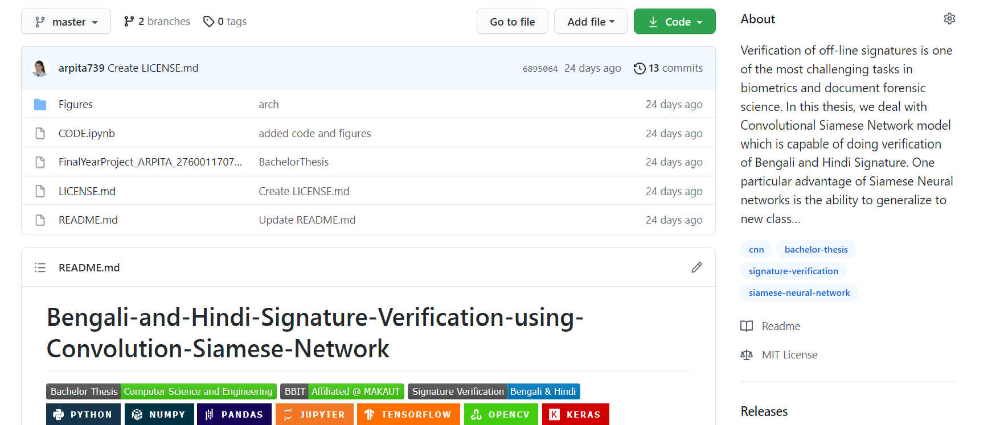 master
2 branches
0 tags
Go to file
Add file
Code
arpita739 Create LICENSE.md
6895064 24 days ago
13 commits
Figures arch 24 days ago
CODE.ipynb added code and figures 24 days ago
FinalYearProject_ARPITA_2760011707... BachelorThesis 24 days ago
LICENSE.md Create LICENSE.md 24 days ago
README.md Update README.md 24 days ago
README.md
Bengali-and-Hindi-Signature-Verification-using-
Convolution-Siamese-Network
Bachelor Thesis Computer Science and Engineering BBIT Affiliated @ MAKAUT Signature Verification Bengali & Hindi
PYTHON NUMPY PANDAS JUPYTER TENSORFLOW OPENCV KERAS
About
Verification of off-line signatures is one
of the most challenging tasks in
biometrics and document forensic
science. In this thesis, we deal with
Convolutional Siamese Network model
which is capable of doing verification
of Bengali and Hindi Signature. One
particular advantage of Siamese Neural
networks is the ability to generalize to
new class...
cnn bachelor-thesis
signature-verification
siamese-neural-network
Readme
MIT License
Releases